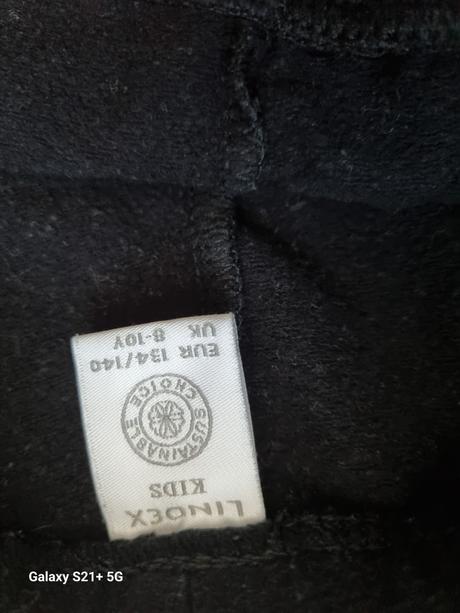 LINDEX
KIDS
SUSTAINABLE CHOICE
EUR 134/140
UK 8-10Y
Galaxy S21+ 5G